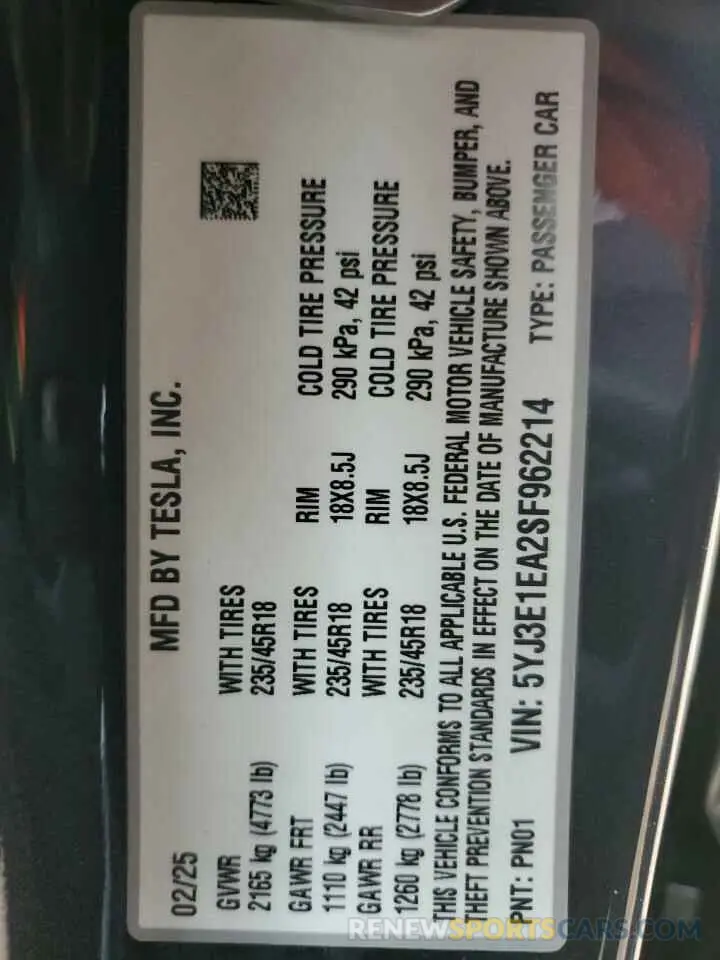 MFD BY TESLA, INC.
02/25
GVWR WITH TIRES
2165 kg (4773 lb) 235/45R18
GAWR FRT WITH TIRES RIM COLD TIRE PRESSURE
1110 kg (2447 lb) 235/45R18 18X8.5J 290 kPa, 42 psi
GAWR RR WITH TIRES RIM COLD TIRE PRESSURE
1260 kg (2778 lb) 235/45R18 18X8.5J 290 kPa, 42 psi
THIS VEHICLE CONFORMS TO ALL APPLICABLE U.S. FEDERAL MOTOR VEHICLE SAFETY, BUMPER, AND
THEFT PREVENTION STANDARDS IN EFFECT ON THE DATE OF MANUFACTURE SHOWN ABOVE.
PNT: PN01 VIN: 5YJ3E1EA2SF962214 TYPE: PASSENGER CAR
RENEWSPORTSCARS.COM